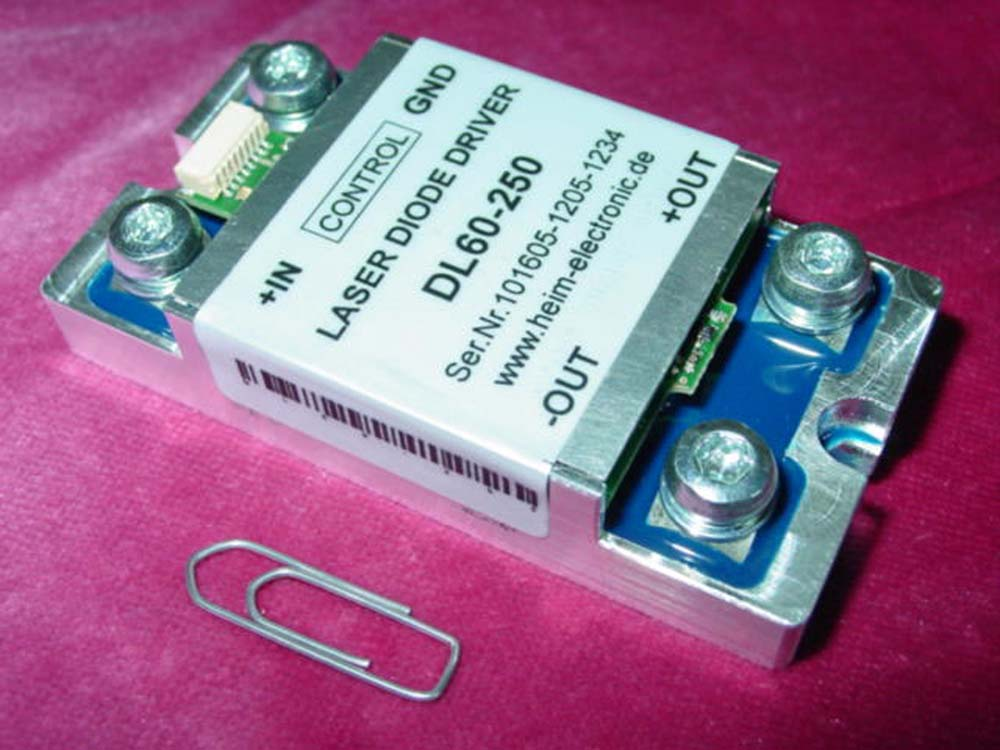 CONTROL GND
+IN
LASER DIODE DRIVER
DL60-250
Ser.Nr.101605-1205-1234
www.heim-electronic.de
-OUT +OUT